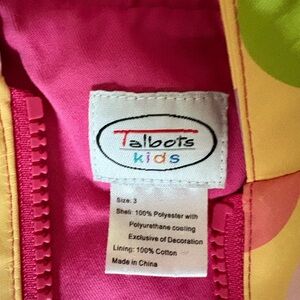 Talbots
kids
Size: 3
Shell: 100% Polyester with
Polyurethane coating
Exclusive of Decoration
Lining: 100% Cotton
Made in China